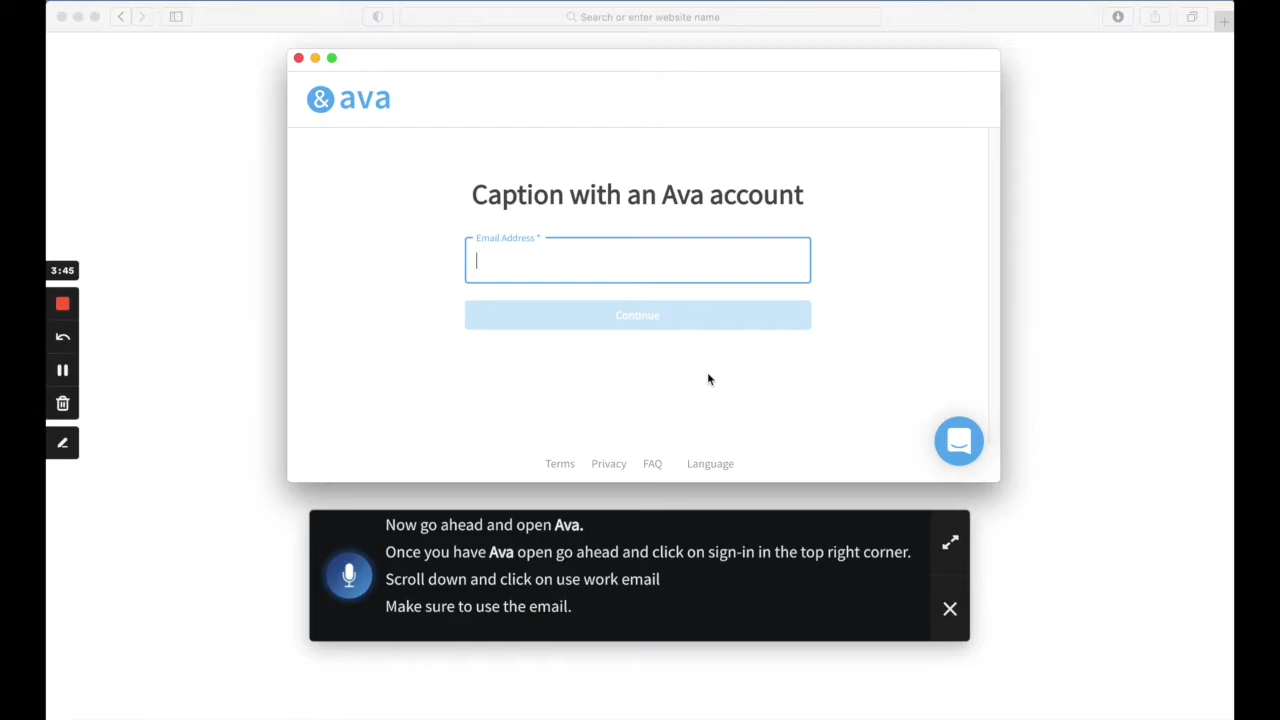 Search or enter website name
& ava
Caption with an Ava account
Email Address *
Continue
3:45
Terms Privacy FAQ Language
Now go ahead and open Ava.
Once you have Ava open go ahead and click on sign-in in the top right corner.
Scroll down and click on use work email
Make sure to use the email.